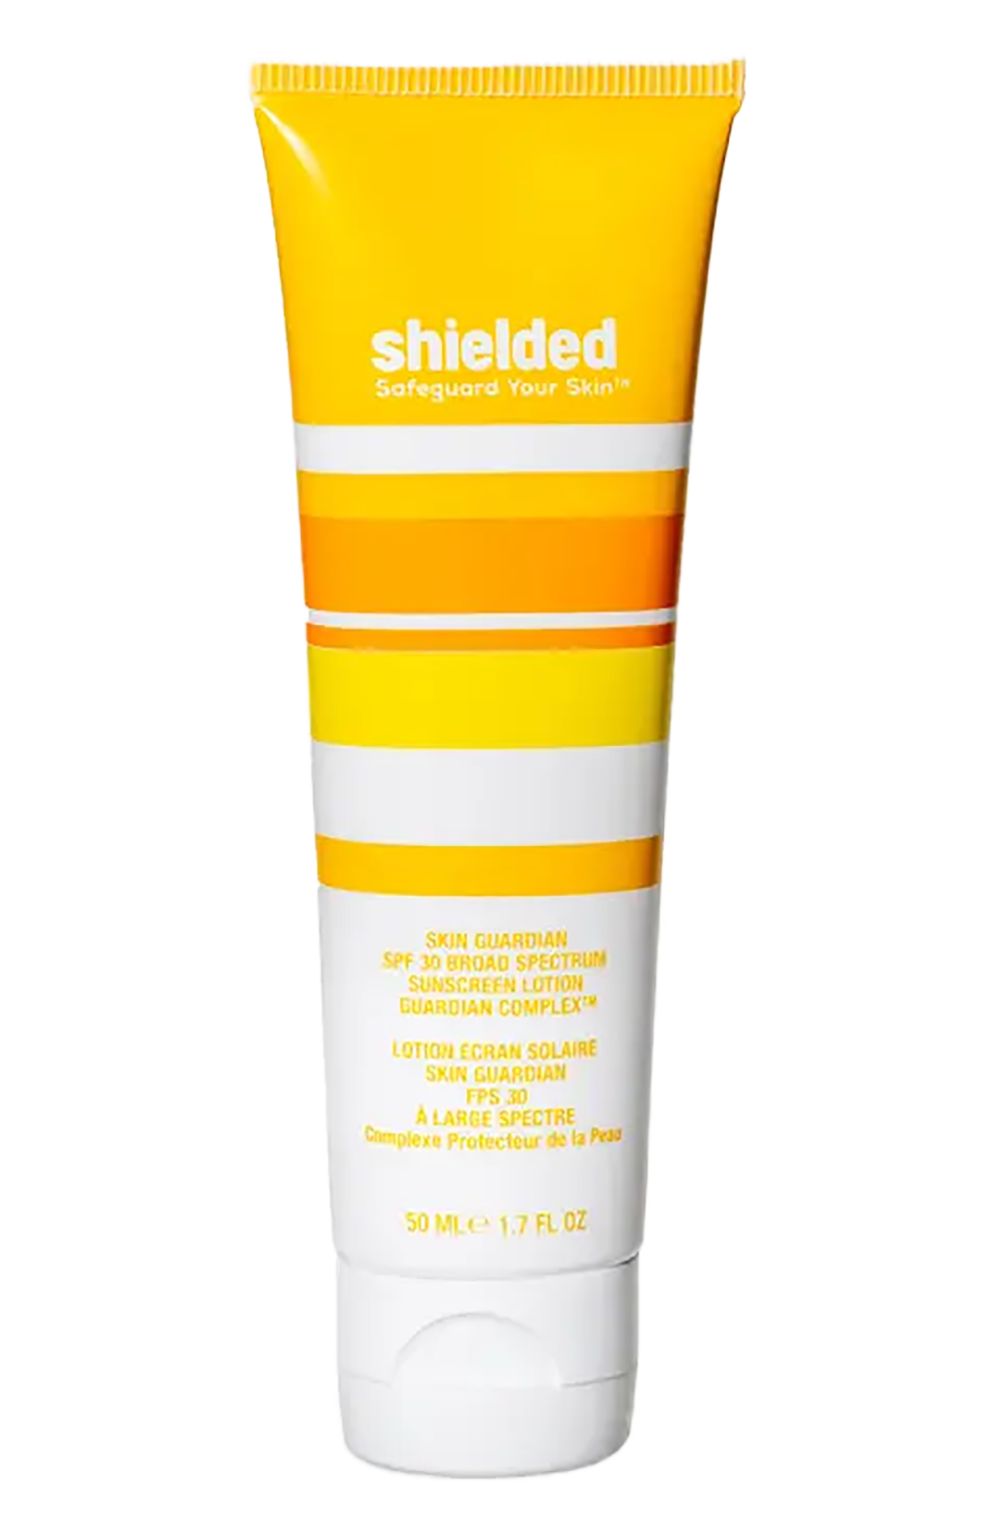 shielded
Safeguard Your Skin™
SKIN GUARDIAN
SPF 30 BROAD SPECTRUM
SUNSCREEN LOTION
GUARDIAN COMPLEX™
LOTION ÉCRAN SOLAIRE
SKIN GUARDIAN
FPS 30
À LARGE SPECTRE
Complexe Protecteur de la Peau
50 ML ℮ 1.7 FL OZ